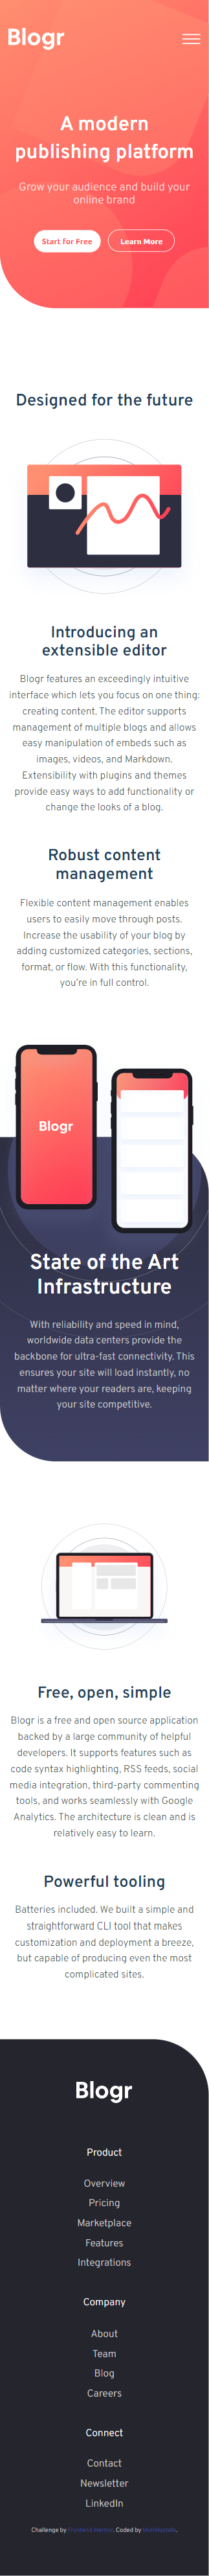 Blogr
A modern
publishing platform
Grow your audience and build your
online brand
Start for Free
Learn More
Designed for the future
Introducing an
extensible editor
Blogr features an exceedingly intuitive
interface which lets you focus on one thing:
creating content. The editor supports
management of multiple blogs and allows
easy manipulation of embeds such as
images, videos, and Markdown.
Extensibility with plugins and themes
provide easy ways to add functionality or
change the looks of a blog.
Robust content
management
Flexible content management enables
users to easily move through posts.
Increase the usability of your blog by
adding customized categories, sections,
format, or flow. With this functionality,
you're in full control.
Blogr
State of the Art
Infrastructure
With reliability and speed in mind,
worldwide data centers provide the
backbone for ultra-fast connectivity. This
ensures your site will load instantly, no
matter where your readers are, keeping
your site competitive.
Free, open, simple
Blogr is a free and open source application
backed by a large community of helpful
developers. It supports features such as
code syntax highlighting, RSS feeds, social
media integration, third-party commenting
tools, and works seamlessly with Google
Analytics. The architecture is clean and is
relatively easy to learn.
Powerful tooling
Batteries included. We built a simple and
straightforward CLI tool that makes
customization and deployment a breeze,
but capable of producing even the most
complicated sites.
Blogr
Product
Overview
Pricing
Marketplace
Features
Integrations
Company
About
Team
Blog
Careers
Connect
Contact
Newsletter
LinkedIn
Challenge by Frontend Mentor. Coded by